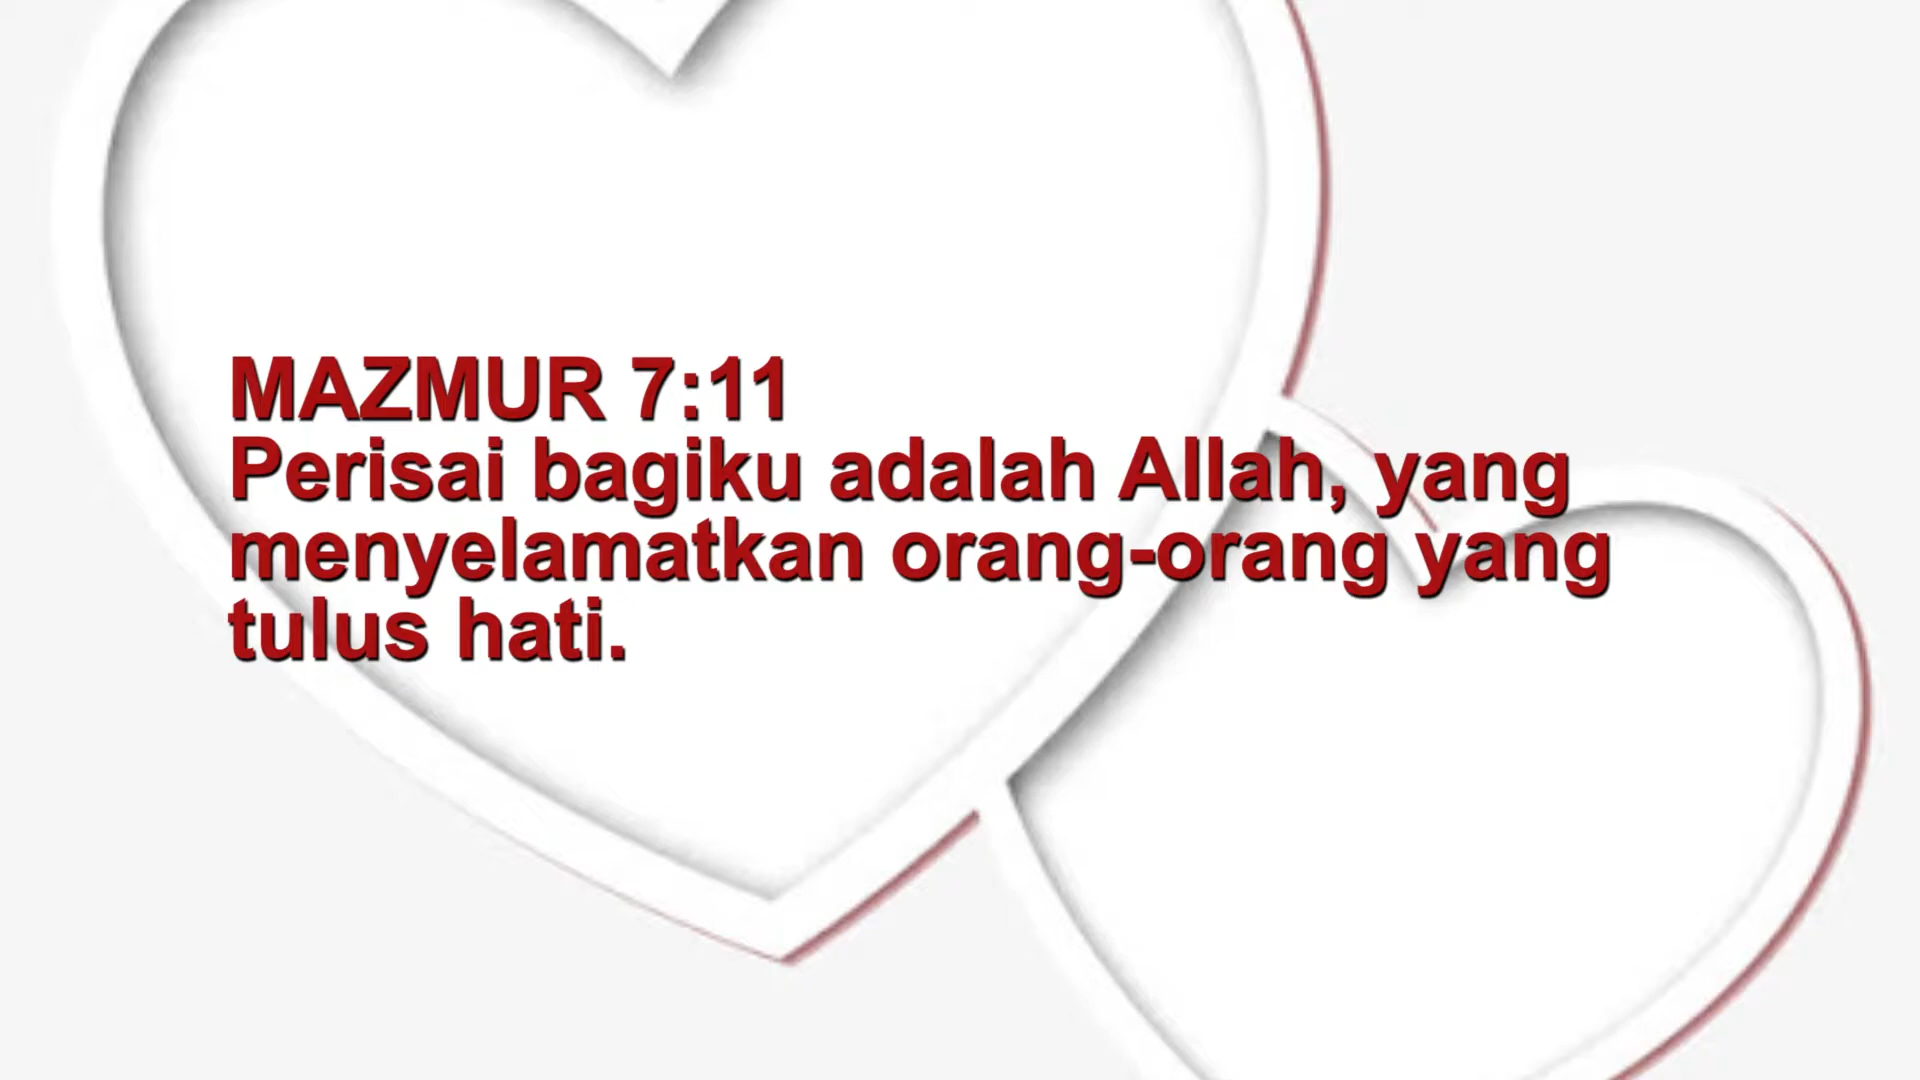 MAZMUR 7:11
Perisai bagiku adalah Allah, yang
menyelamatkan orang-orang yang
tulus hati.